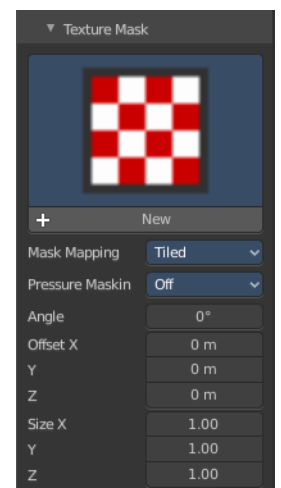 Texture Mask
New
Mask Mapping Tiled
Pressure Maskin Off
Angle 0°
Offset X 0 m
Y 0 m
Z 0 m
Size X 1.00
Y 1.00
Z 1.00